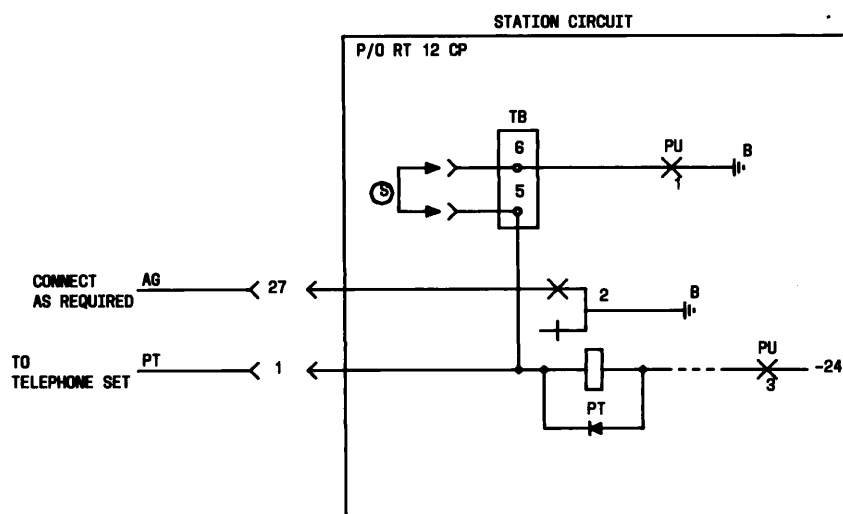 STATION CIRCUIT
P/O RT 12 CP
TB
6
PU
1
B
S
5
CONNECT
AS REQUIRED
AG
27
2
B
TO
TELEPHONE SET
PT
1
PU
3
-24
PT